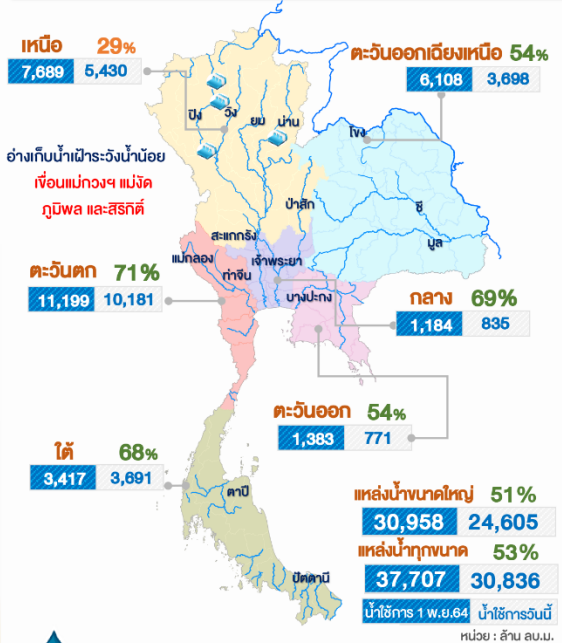 เหนือ 29%
7,689 5,430
ตะวันออกเฉียงเหนือ 54%
6,108 3,698
ปิง วัง ยม น่าน
โขง
อ่างเก็บน้ำเฝ้าระวังน้ำน้อย
เขื่อนแม่กวงฯ แม่งัด
ภูมิพล และสิริกิติ์
ป่าสัก
ชี
มูล
สะแกกรัง
แม่กลอง
ท่าจีน
เจ้าพระยา
บางปะกง
ตะวันตก 71%
11,199 10,181
กลาง 69%
1,184 835
ตะวันออก 54%
1,383 771
ใต้ 68%
3,417 3,691
ตาปี
ปัตตานี
แหล่งน้ำขนาดใหญ่ 51%
30,958 24,605
แหล่งน้ำทุกขนาด 53%
37,707 30,836
น้ำใช้การ 1 พ.ย.64 น้ำใช้การวันนี้
หน่วย : ล้าน ลบ.ม.